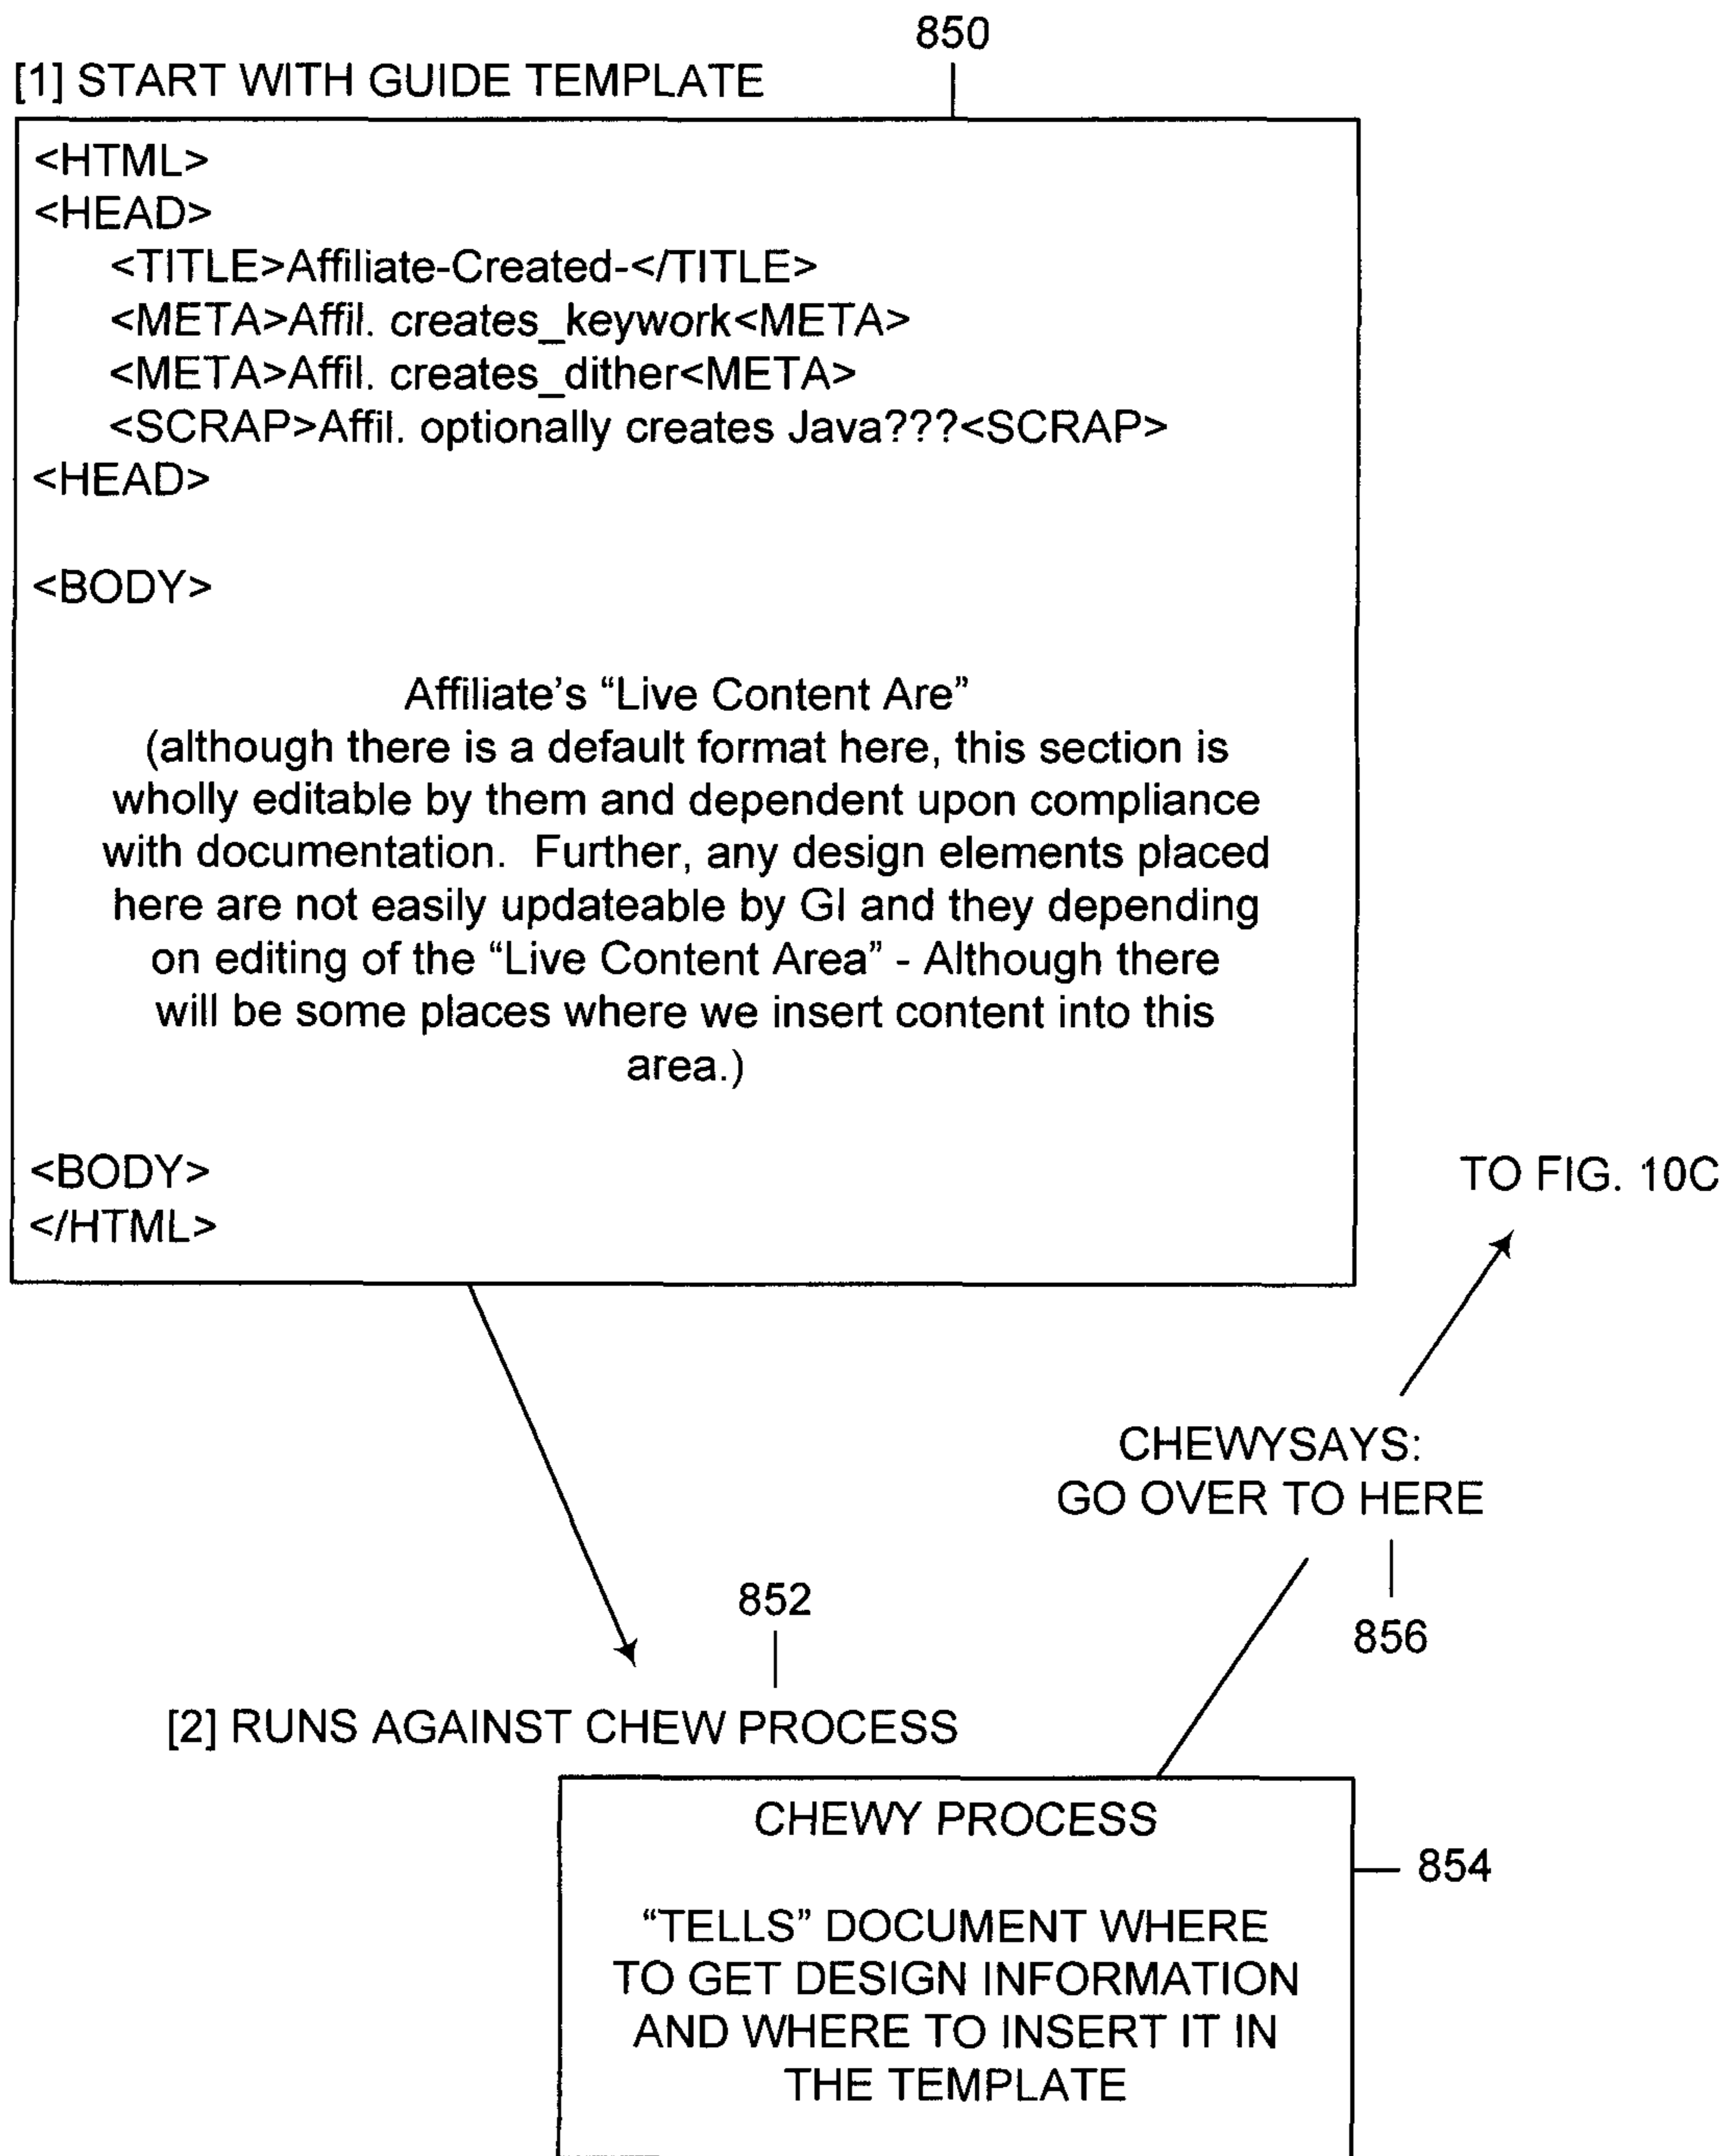 850
[1] START WITH GUIDE TEMPLATE
<HTML>
<HEAD>
<TITLE>Affiliate-Created-</TITLE>
<META>Affil. creates_keywork<META>
<META>Affil. creates_dither<META>
<SCRAP>Affil. optionally creates Java???<SCRAP>
<HEAD>
<BODY>
Affiliate’s “Live Content Are”
(although there is a default format here, this section is
wholly editable by them and dependent upon compliance
with documentation.  Further, any design elements placed
here are not easily updateable by GI and they depending
on editing of the “Live Content Area” - Although there
will be some places where we insert content into this
area.)
<BODY>
</HTML>
TO FIG. 10C
CHEWYSAYS:
GO OVER TO HERE
856
852
[2] RUNS AGAINST CHEW PROCESS
CHEWY PROCESS
854
“TELLS” DOCUMENT WHERE
TO GET DESIGN INFORMATION
AND WHERE TO INSERT IT IN
THE TEMPLATE